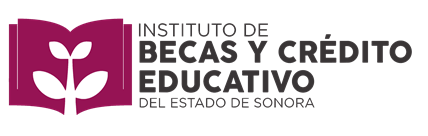 INSTITUTO DE
BECAS Y CRÉDITO
EDUCATIVO
DEL ESTADO DE SONORA